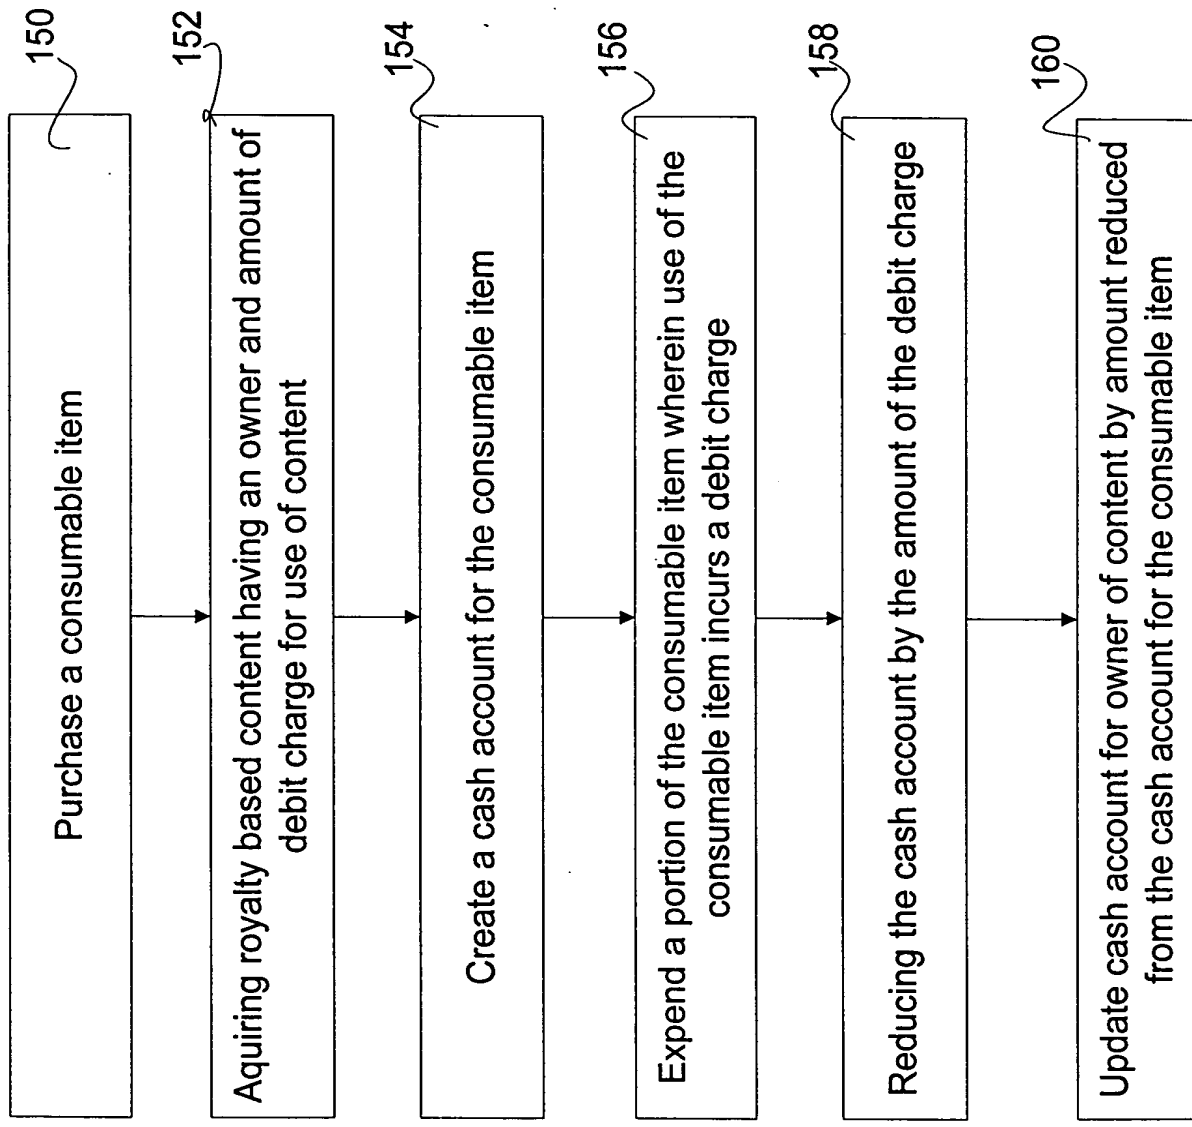 150
Purchase a consumable item
152
Aquiring royalty based content having an owner and amount of
debit charge for use of content
154
Create a cash account for the consumable item
156
Expend a portion of the consumable item wherein use of the
consumable item incurs a debit charge
158
Reducing the cash account by the amount of the debit charge
160
Update cash account for owner of content by amount reduced
from the cash account for the consumable item